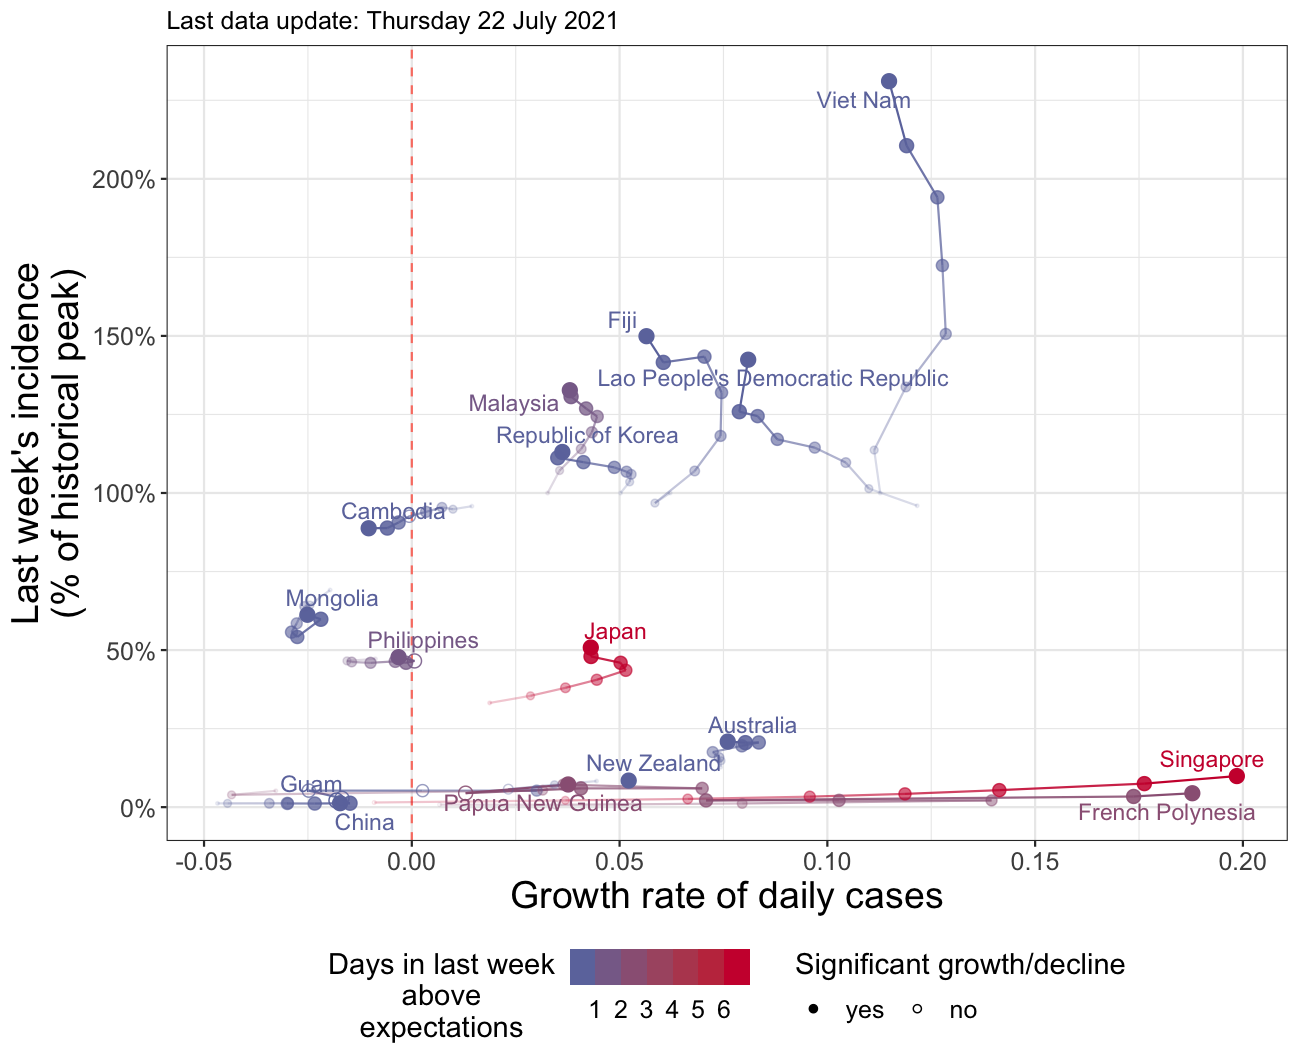 Last data update: Thursday 22 July 2021
Last week's incidence
(% of historical peak)
200%
150%
100%
50%
0%
Viet Nam
Fiji
Lao People's Democratic Republic
Malaysia
Republic of Korea
Cambodia
Mongolia
Philippines
Japan
Australia
New Zealand
Singapore
Guam
Papua New Guinea
French Polynesia
China
-0.05
0.00
0.05
0.10
0.15
0.20
Growth rate of daily cases
Days in last week
above
expectations
1 2 3 4 5 6
Significant growth/decline
yes no